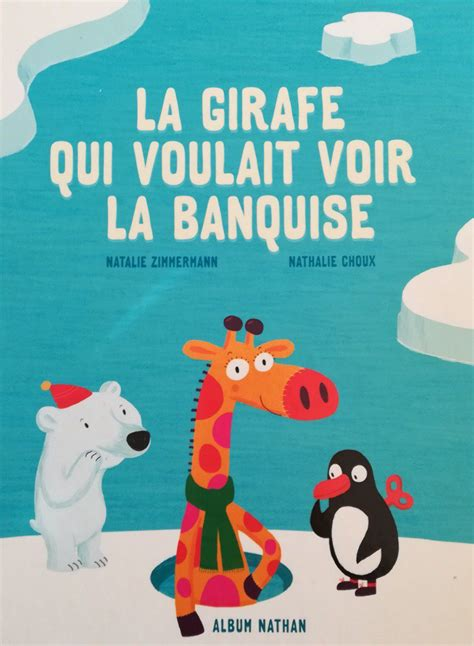 LA GIRAFE
QUI VOULAIT VOIR
LA BANQUISE
NATALIE ZIMMERMANN NATHALIE CHOUX
ALBUM NATHAN